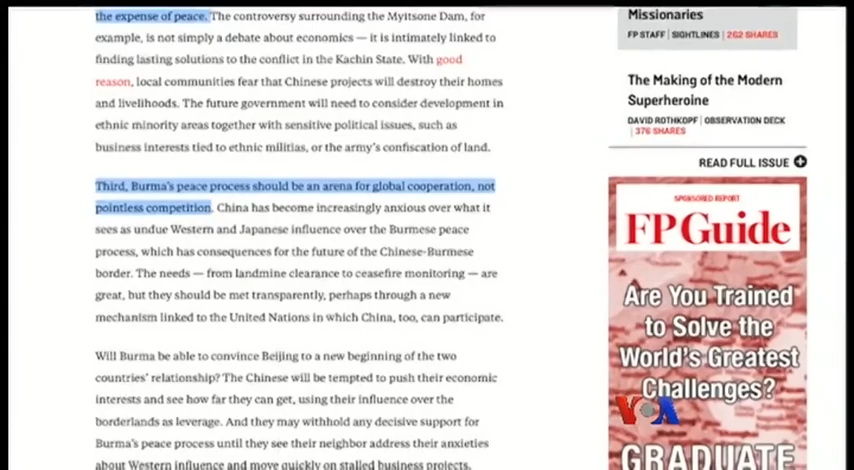 the expense of peace. The controversy surrounding the Myitsone Dam, for
example, is not simply a debate about economics — it is intimately linked to
finding lasting solutions to the conflict in the Kachin State. With good
reason, local communities fear that Chinese projects will destroy their homes
and livelihoods. The future government will need to consider development in
ethnic minority areas together with sensitive political issues, such as
business interests tied to ethnic militias, or the army's confiscation of land.
Third, Burma's peace process should be an arena for global cooperation, not
pointless competition. China has become increasingly anxious over what it
sees as undue Western and Japanese influence over the Burmese peace
process, which has consequences for the future of the Chinese-Burmese
border. The needs — from landmine clearance to ceasefire monitoring — are
great, but they should be met transparently, perhaps through a new
mechanism linked to the United Nations in which China, too, can participate.
Will Burma be able to convince Beijing to a new beginning of the two
countries' relationship? The Chinese will be tempted to push their economic
interests and see how far they can get, using their influence over the
borderlands as leverage. And they may withhold any decisive support for
Burma's peace process until they see their neighbor address their anxieties
about Western influence and move quickly on stalled business projects.
Missionaries
FP STAFF | SIGHTLINES | 262 SHARES
The Making of the Modern
Superheroine
DAVID ROTHKOPF | OBSERVATION DECK
| 376 SHARES
READ FULL ISSUE
SPONSORED REPORT
FP Guide
Are You Trained
to Solve the
World's Greatest
Challenges?
VOA
GRADUATE